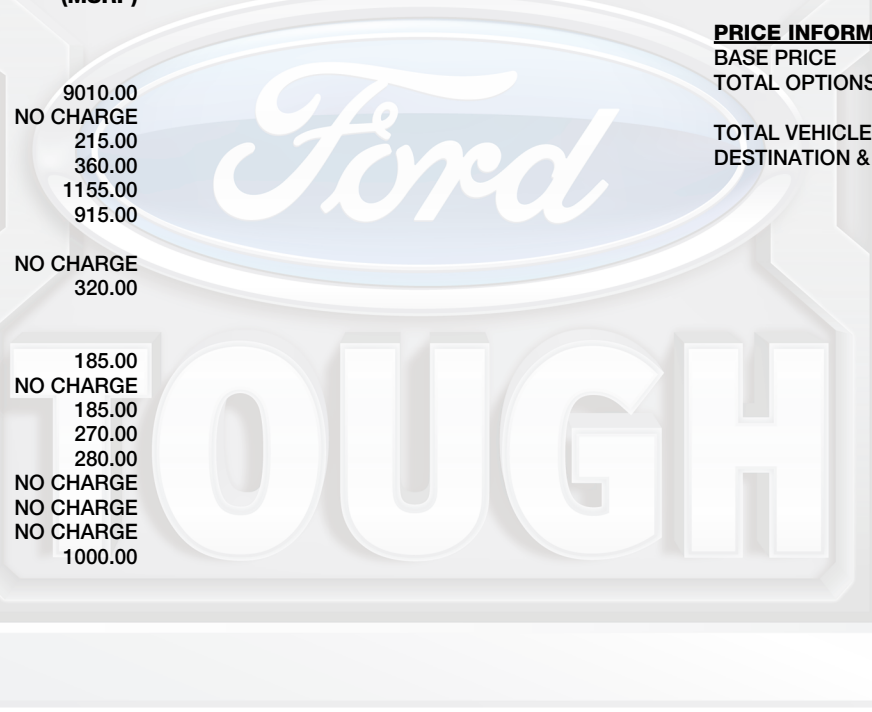 (MSRP)
9010.00
NO CHARGE
215.00
360.00
1155.00
915.00
NO CHARGE
320.00
185.00
NO CHARGE
185.00
270.00
280.00
NO CHARGE
NO CHARGE
NO CHARGE
1000.00
PRICE INFORM
BASE PRICE
TOTAL OPTIONS
TOTAL VEHICLE
DESTINATION &
Ford
TOUGH